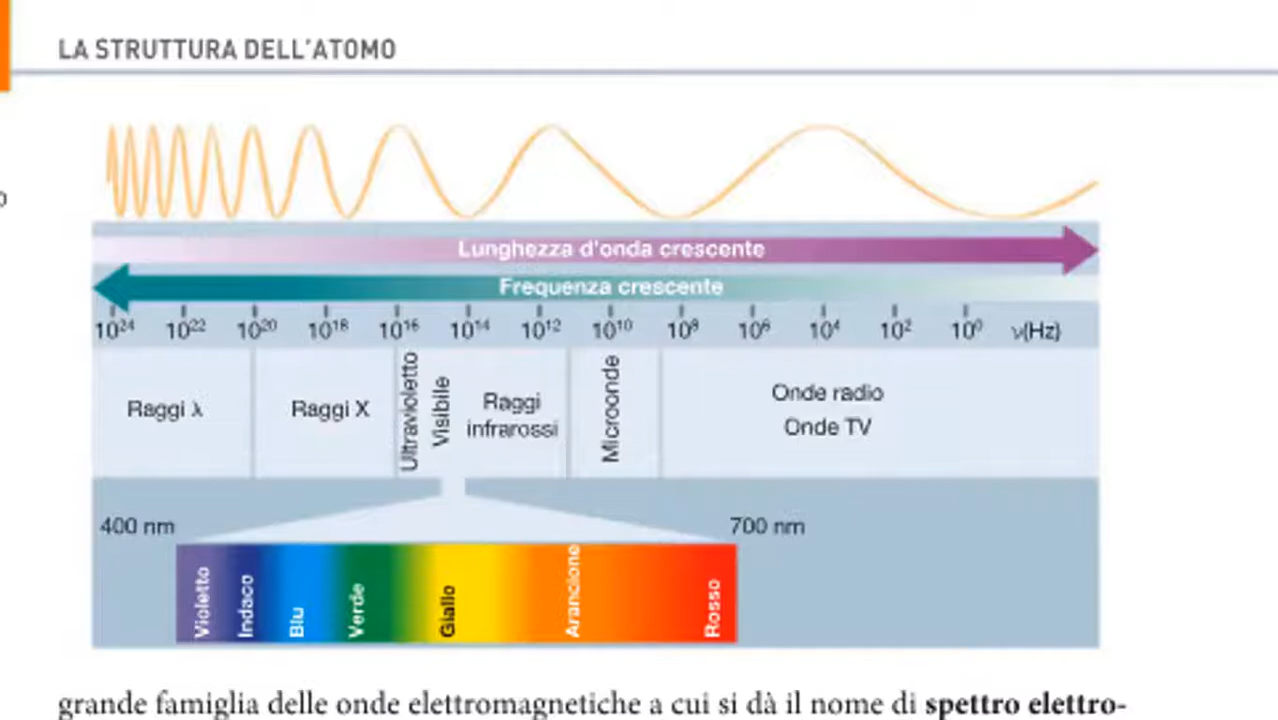 LA STRUTTURA DELL'ATOMO
Lunghezza d'onda crescente
Frequenza crescente
10²⁴ 10²² 10²⁰ 10¹⁸ 10¹⁶ 10¹⁴ 10¹² 10¹⁰ 10⁸ 10⁶ 10⁴ 10² 10⁰ ν(Hz)
Raggi λ
Raggi X
Ultravioletto
Visibile
Raggi
infrarossi
Microonde
Onde radio
Onde TV
400 nm
700 nm
Violetto
Indaco
Blu
Verde
Giallo
Arancione
Rosso
grande famiglia delle onde elettromagnetiche a cui si dà il nome di spettro elettro-